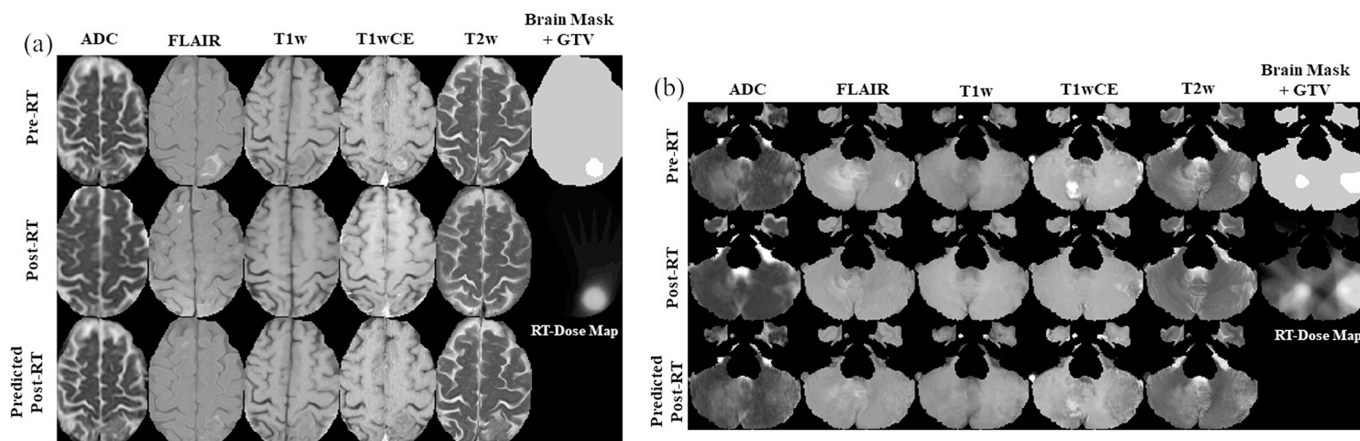 (a)
ADC
FLAIR
T1w
T1wCE
T2w
Brain Mask
+ GTV
Pre-RT
Post-RT
RT-Dose Map
Predicted
Post-RT
(b)
ADC
FLAIR
T1w
T1wCE
T2w
Brain Mask
+ GTV
Pre-RT
Post-RT
RT-Dose Map
Predicted
Post-RT